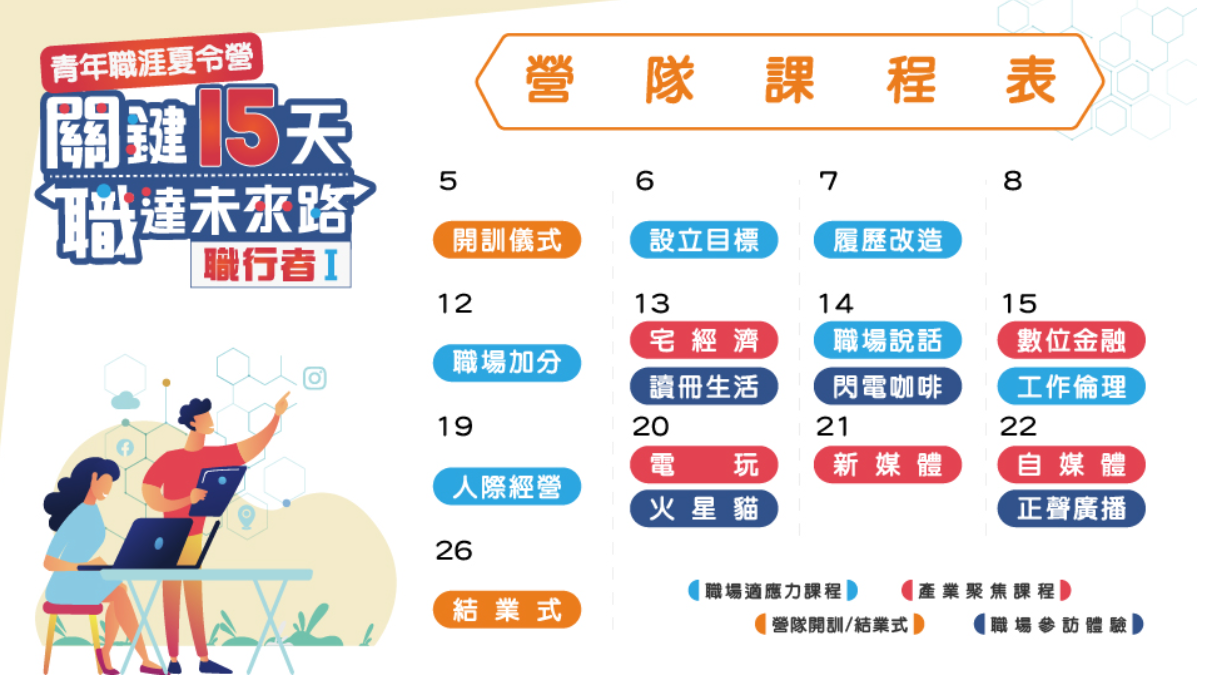 青年職涯夏令營
關鍵15天
職達未來路
職行者I
營隊課程表
5 6 7 8
開訓儀式 設立目標 履歷改造
12 13 14 15
宅經濟 職場說話 數位金融
職場加分
讀冊生活 閃電咖啡 工作倫理
19 20 21 22
電玩 新媒體 自媒體
人際經營
火星貓 正聲廣播
26
結業式
職場適應力課程 產業聚焦課程
營隊開訓/結業式 職場參訪體驗